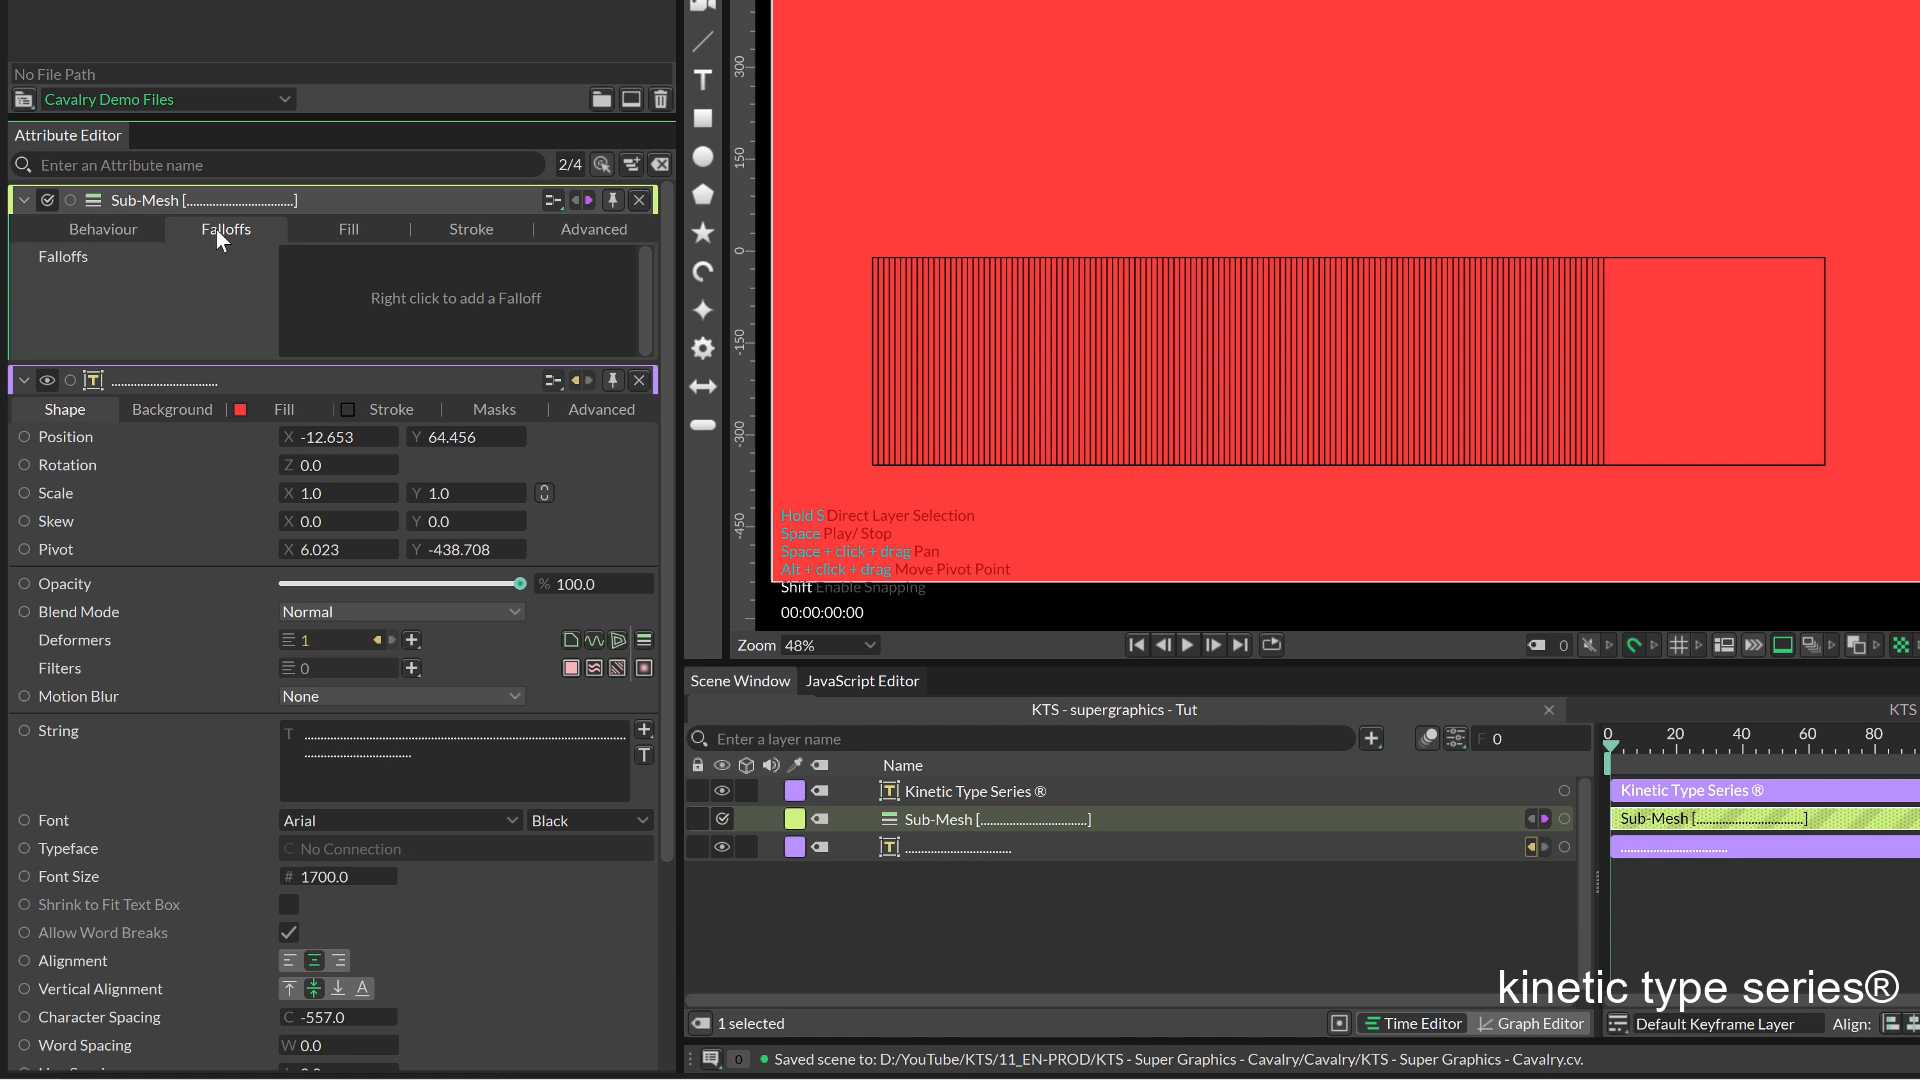 No File Path
Cavalry Demo Files
Attribute Editor
Enter an Attribute name
2/4
Sub-Mesh [.................................]
Behaviour
Falloffs
Fill
Stroke
Advanced
Falloffs
Right click to add a Falloff
.................................
Shape
Background
Fill
Stroke
Masks
Advanced
Position
X -12.653
Y 64.456
Rotation
Z 0.0
Scale
X 1.0
Y 1.0
Skew
X 0.0
Y 0.0
Pivot
X 6.023
Y -438.708
Opacity
% 100.0
Blend Mode
Normal
Deformers
1
Filters
0
Motion Blur
None
String
T
Font
Arial
Black
Typeface
C No Connection
Font Size
# 1700.0
Shrink to Fit Text Box
Allow Word Breaks
Alignment
Vertical Alignment
Character Spacing
C -557.0
Word Spacing
W 0.0
300
150
0
-150
-300
-450
Hold S Direct Layer Selection
Space Play/ Stop
Space + click + drag Pan
Alt + click + drag Move Pivot Point
Shift Enable Snapping
00:00:00:00
Zoom 48%
0
Scene Window
JavaScript Editor
KTS - supergraphics - Tut
KTS
Enter a layer name
F 0
0 20 40 60 80
Name
Kinetic Type Series ®
Sub-Mesh [.................................]
.................................
Kinetic Type Series ®
Sub-Mesh [.................................]
.................................
kinetic type series®
1 selected
Time Editor
Graph Editor
Default Keyframe Layer
Align:
0
Saved scene to: D:/YouTube/KTS/11_EN-PROD/KTS - Super Graphics - Cavalry/Cavalry/KTS - Super Graphics - Cavalry.cv.